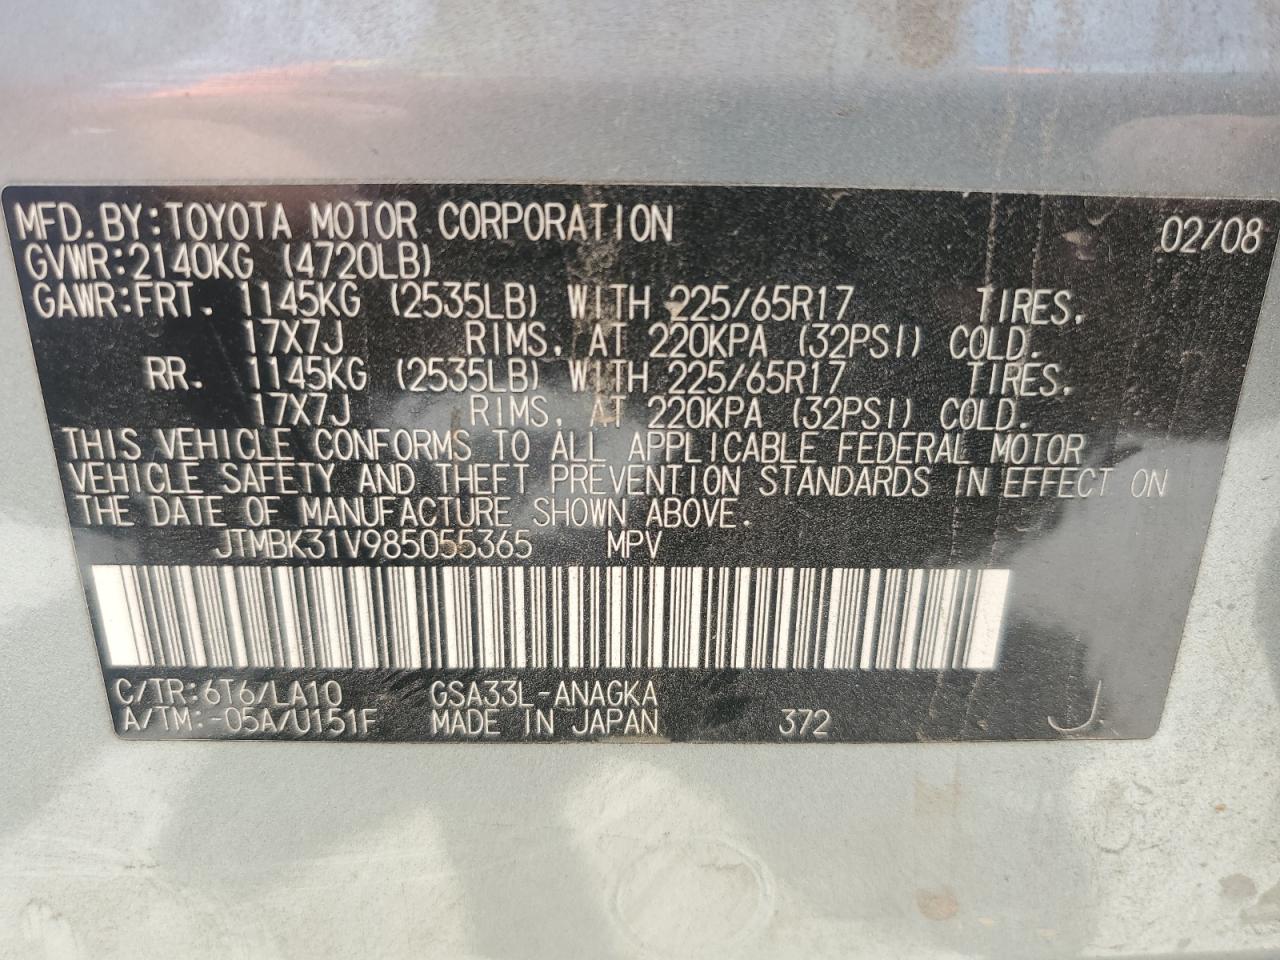 MFD. BY: TOYOTA MOTOR CORPORATION 02/08
GVWR: 2140KG (4720LB)
GAWR: FRT. 1145KG (2535LB) WITH 225/65R17 TIRES.
17X7J RIMS, AT 220KPA (32PSI) COLD.
RR. 1145KG (2535LB) WITH 225/65R17 TIRES.
17X7J RIMS, AT 220KPA (32PSI) COLD.
THIS VEHICLE CONFORMS TO ALL APPLICABLE FEDERAL MOTOR
VEHICLE SAFETY AND THEFT PREVENTION STANDARDS IN EFFECT ON
THE DATE OF MANUFACTURE SHOWN ABOVE.
JTMBK31V985055365 MPV
C/TR: 6T6/LA10 GSA33L-ANAGKA
A/TM: -05A/U151F MADE IN JAPAN 372 J